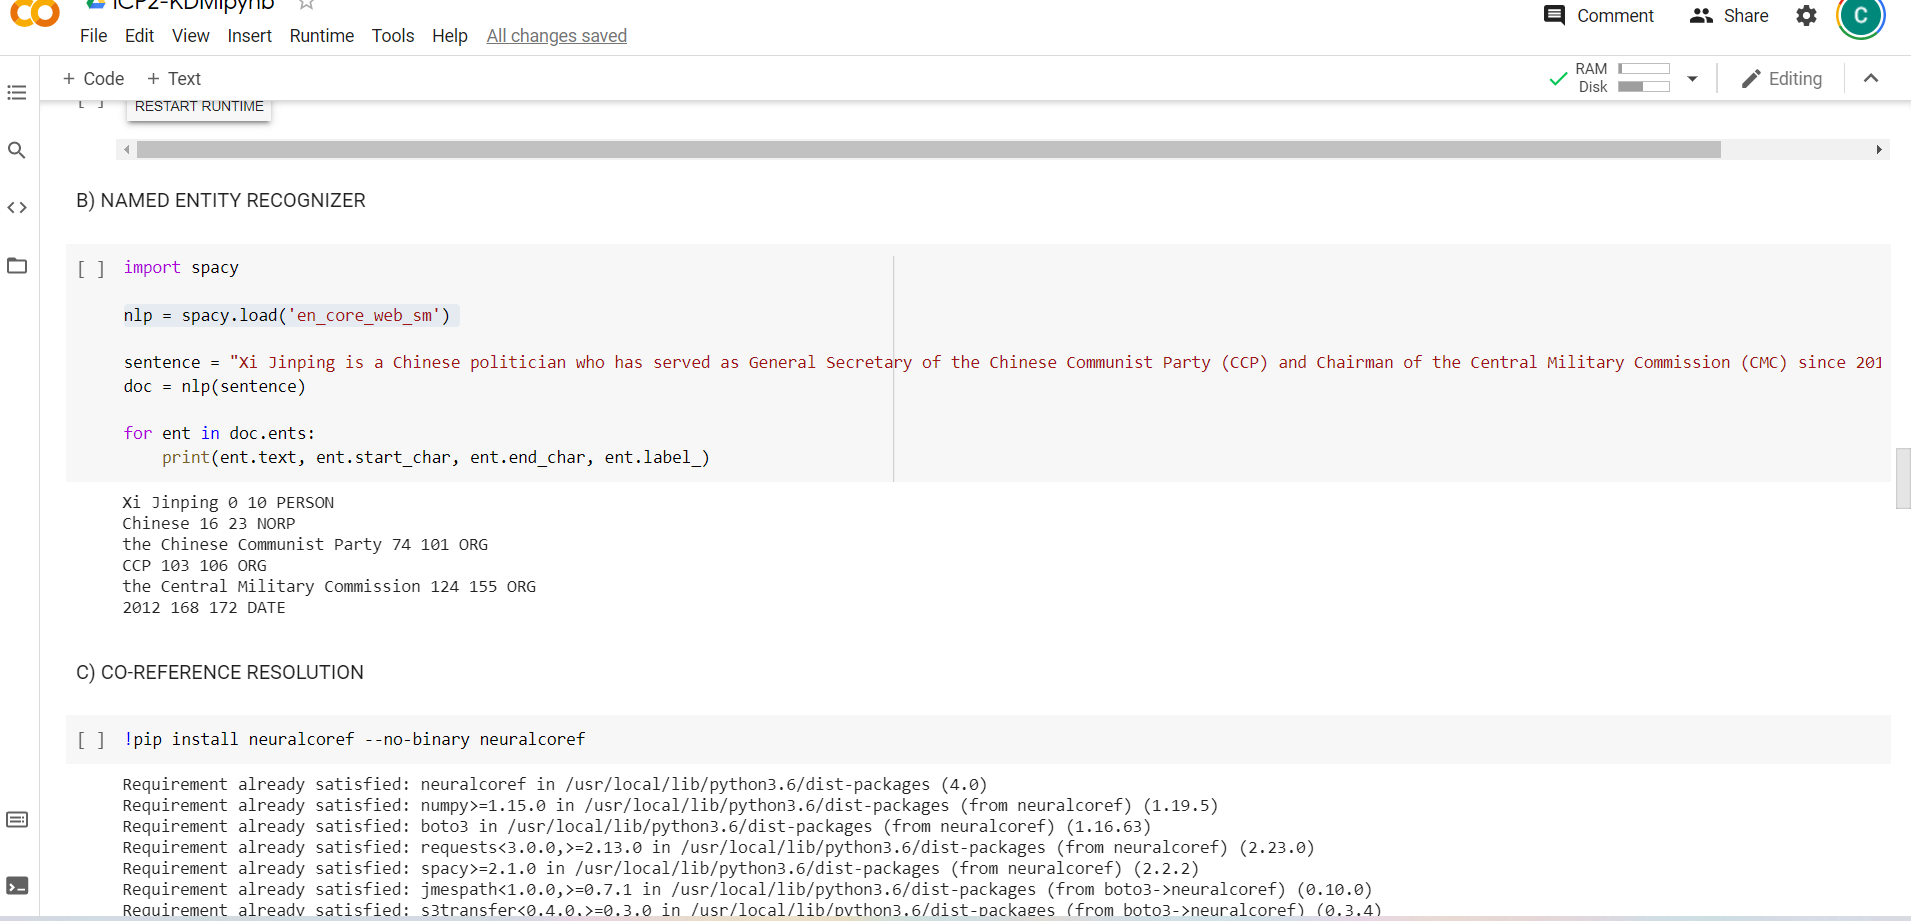 ICP2-KDMipynb
Comment Share C
File Edit View Insert Runtime Tools Help All changes saved
+ Code + Text
RAM
Disk
Editing
[ ] RESTART RUNTIME
B) NAMED ENTITY RECOGNIZER
[ ] import spacy
nlp = spacy.load('en_core_web_sm')
sentence = "Xi Jinping is a Chinese politician who has served as General Secretary of the Chinese Communist Party (CCP) and Chairman of the Central Military Commission (CMC) since 201
doc = nlp(sentence)
for ent in doc.ents:
    print(ent.text, ent.start_char, ent.end_char, ent.label_)
Xi Jinping 0 10 PERSON
Chinese 16 23 NORP
the Chinese Communist Party 74 101 ORG
CCP 103 106 ORG
the Central Military Commission 124 155 ORG
2012 168 172 DATE
C) CO-REFERENCE RESOLUTION
[ ] !pip install neuralcoref --no-binary neuralcoref
Requirement already satisfied: neuralcoref in /usr/local/lib/python3.6/dist-packages (4.0)
Requirement already satisfied: numpy>=1.15.0 in /usr/local/lib/python3.6/dist-packages (from neuralcoref) (1.19.5)
Requirement already satisfied: boto3 in /usr/local/lib/python3.6/dist-packages (from neuralcoref) (1.16.63)
Requirement already satisfied: requests<3.0.0,>=2.13.0 in /usr/local/lib/python3.6/dist-packages (from neuralcoref) (2.23.0)
Requirement already satisfied: spacy>=2.1.0 in /usr/local/lib/python3.6/dist-packages (from neuralcoref) (2.2.2)
Requirement already satisfied: jmespath<1.0.0,>=0.7.1 in /usr/local/lib/python3.6/dist-packages (from boto3->neuralcoref) (0.10.0)
Requirement already satisfied: s3transfer<0.4.0,>=0.3.0 in /usr/local/lib/python3.6/dist-packages (from boto3->neuralcoref) (0.3.4)